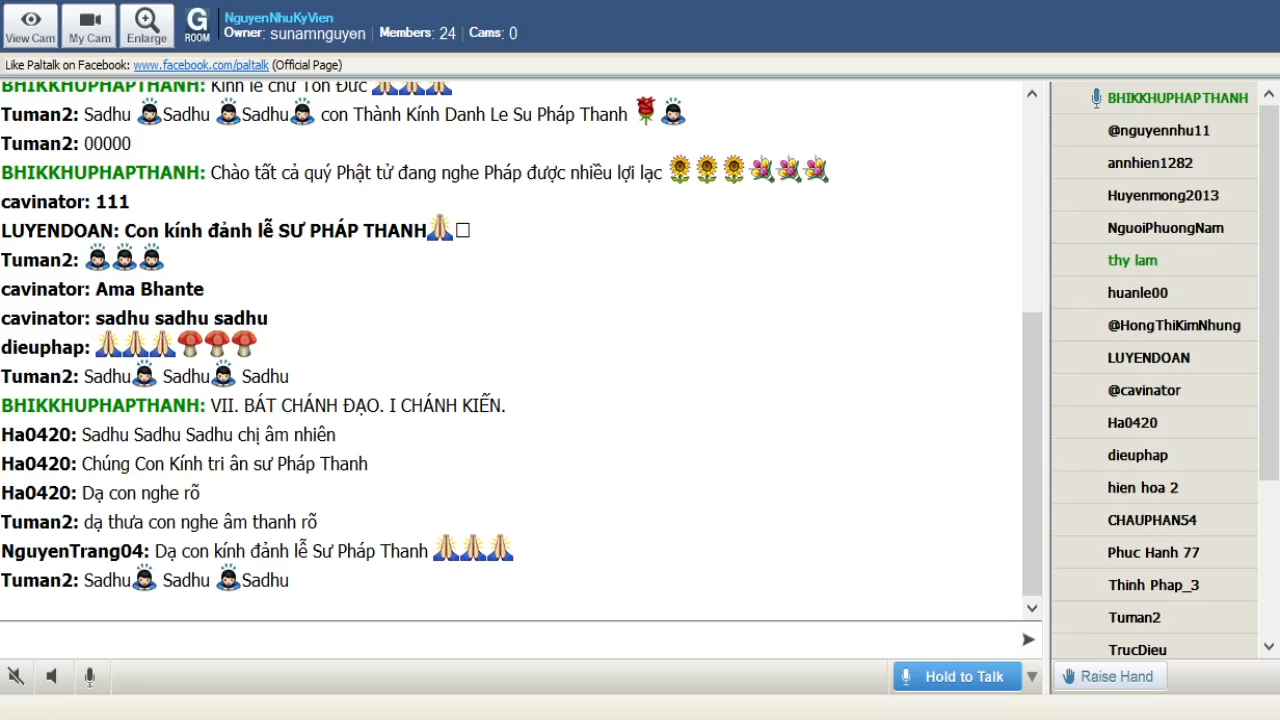 View Cam
My Cam
Enlarge
G
ROOM
NguyenNhuKyVien
Owner: sunamnguyen | Members: 24 | Cams: 0
Like Paltalk on Facebook: www.facebook.com/paltalk (Official Page)
BHIKKHUPHAPTHANH: Kính lễ chư Tôn Đức
Tuman2: Sadhu Sadhu Sadhu con Thành Kính Danh Le Su Pháp Thanh
Tuman2: 00000
BHIKKHUPHAPTHANH: Chào tất cả quý Phật tử đang nghe Pháp được nhiều lợi lạc
cavinator: 111
LUYENDOAN: Con kính đảnh lễ SƯ PHÁP THANH
Tuman2:
cavinator: Ama Bhante
cavinator: sadhu sadhu sadhu
dieuphap:
Tuman2: Sadhu Sadhu Sadhu
BHIKKHUPHAPTHANH: VII. BÁT CHÁNH ĐẠO. I CHÁNH KIẾN.
Ha0420: Sadhu Sadhu Sadhu chị âm nhiên
Ha0420: Chúng Con Kính tri ân sư Pháp Thanh
Ha0420: Dạ con nghe rõ
Tuman2: dạ thưa con nghe âm thanh rõ
NguyenTrang04: Dạ con kính đảnh lễ Sư Pháp Thanh
Tuman2: Sadhu Sadhu Sadhu
Hold to Talk
BHIKKHUPHAPTHANH
@nguyennhu11
annhien1282
Huyenmong2013
NguoiPhuongNam
thy lam
huanle00
@HongThiKimNhung
LUYENDOAN
@cavinator
Ha0420
dieuphap
hien hoa 2
CHAUPHAN54
Phuc Hanh 77
Thinh Phap_3
Tuman2
TrucDieu
Raise Hand